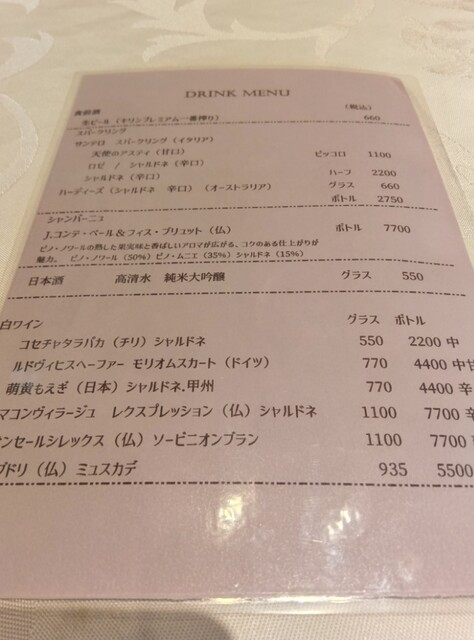 DRINK MENU
食前酒 (税込)
生ビール (キリンプレミアム一番搾り) 660
スパークリング
サンテロ スパークリング (イタリア)
天使のアスティ (甘口) ピッコロ 1100
ロゼ / シャルドネ (辛口)
シャルドネ (辛口) ハーフ 2200
ハーディーズ (シャルドネ 辛口) (オーストラリア) グラス 660
ボトル 2750
シャンパーニュ
J.コンテ・ペール&フィス・ブリュット (仏) ボトル 7700
ピノ・ノワールの熟した果実味と香ばしいアロマが広がる、コクのある仕上がりが
魅力。 ピノ・ノワール (50%) ピノ・ムニエ (35%) シャルドネ (15%)
日本酒 高清水 純米大吟醸 グラス 550
白ワイン グラス ボトル
コセチャタラパカ (チリ) シャルドネ 550 2200 中
ルドヴィヒスヘーファー モリオムスカート (ドイツ) 770 4400 中甘
萌黄もえぎ (日本) シャルドネ.甲州 770 4400 辛
マコンヴィラージュ レクスプレッション (仏) シャルドネ 1100 7700 辛
ンセールシレックス (仏) ソービニオンブラン 1100 7700
ブドリ (仏) ミュスカデ 935 5500